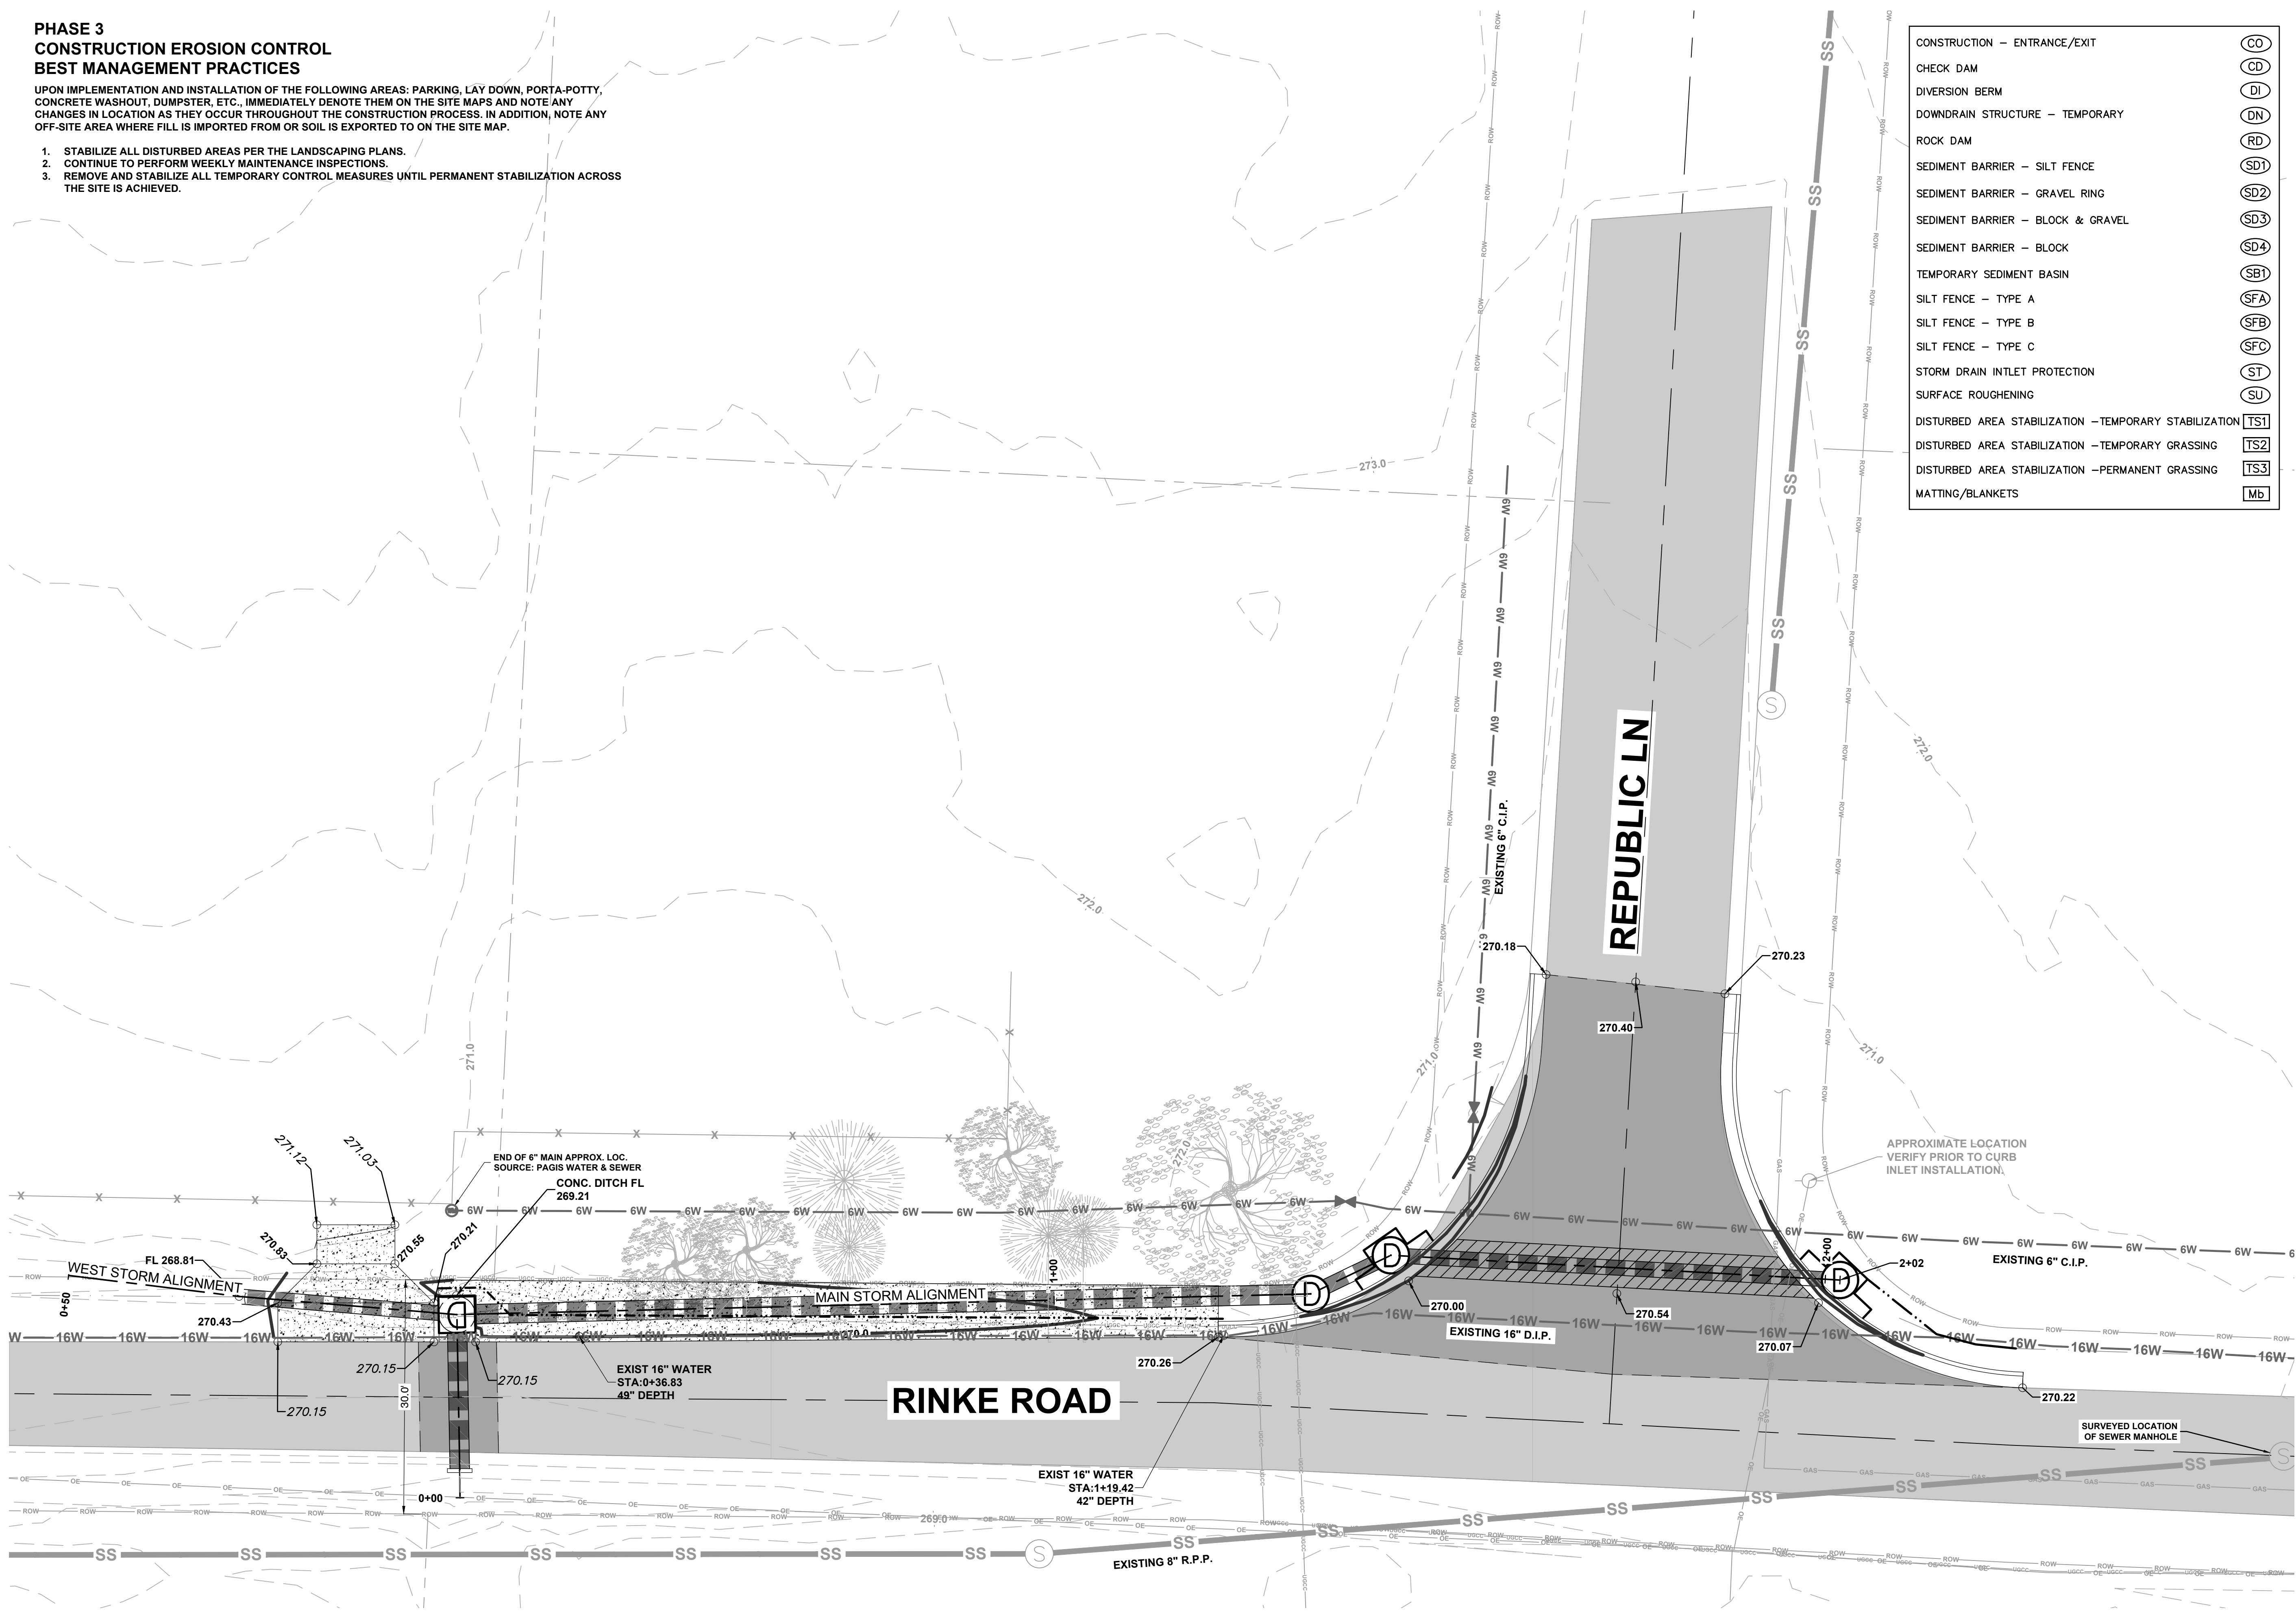 PHASE 3
CONSTRUCTION EROSION CONTROL
BEST MANAGEMENT PRACTICES
UPON IMPLEMENTATION AND INSTALLATION OF THE FOLLOWING AREAS: PARKING, LAY DOWN, PORTA-POTTY,
CONCRETE WASHOUT, DUMPSTER, ETC., IMMEDIATELY DENOTE THEM ON THE SITE MAPS AND NOTE ANY
CHANGES IN LOCATION AS THEY OCCUR THROUGHOUT THE CONSTRUCTION PROCESS. IN ADDITION, NOTE ANY
OFF-SITE AREA WHERE FILL IS IMPORTED FROM OR SOIL IS EXPORTED TO ON THE SITE MAP.
1. STABILIZE ALL DISTURBED AREAS PER THE LANDSCAPING PLANS.
2. CONTINUE TO PERFORM WEEKLY MAINTENANCE INSPECTIONS.
3. REMOVE AND STABILIZE ALL TEMPORARY CONTROL MEASURES UNTIL PERMANENT STABILIZATION ACROSS
THE SITE IS ACHIEVED.
CONSTRUCTION – ENTRANCE/EXIT CO
CHECK DAM CD
DIVERSION BERM DI
DOWNDRAIN STRUCTURE – TEMPORARY DN
ROCK DAM RD
SEDIMENT BARRIER – SILT FENCE SD1
SEDIMENT BARRIER – GRAVEL RING SD2
SEDIMENT BARRIER – BLOCK & GRAVEL SD3
SEDIMENT BARRIER – BLOCK SD4
TEMPORARY SEDIMENT BASIN SB1
SILT FENCE – TYPE A SFA
SILT FENCE – TYPE B SFB
SILT FENCE – TYPE C SFC
STORM DRAIN INLET PROTECTION ST
SURFACE ROUGHENING SU
DISTURBED AREA STABILIZATION –TEMPORARY STABILIZATION TS1
DISTURBED AREA STABILIZATION –TEMPORARY GRASSING TS2
DISTURBED AREA STABILIZATION –PERMANENT GRASSING TS3
MATTING/BLANKETS Mb
273.0
272.0
272.0
271.0
271.0
271.0
272.0
REPUBLIC LN
EXISTING 6" C.I.P.
270.18
270.23
270.40
APPROXIMATE LOCATION
VERIFY PRIOR TO CURB
INLET INSTALLATION.
271.12
271.03
END OF 6" MAIN APPROX. LOC.
SOURCE: PAGIS WATER & SEWER
CONC. DITCH FL
269.21
270.83
270.55
270.21
FL 268.81
WEST STORM ALIGNMENT
0+50
270.43
1+00
MAIN STORM ALIGNMENT
270.0
D
D
D
D
2+00
2+02
EXISTING 6" C.I.P.
270.00
270.54
EXISTING 16" D.I.P.
270.07
270.26
270.15
270.15
270.15
30.0'
EXIST 16" WATER
STA:0+36.83
49" DEPTH
RINKE ROAD
270.22
SURVEYED LOCATION
OF SEWER MANHOLE
EXIST 16" WATER
STA:1+19.42
42" DEPTH
0+00
269.0
EXISTING 8" R.P.P.
SS
S
6W
16W
ROW
OE
GAS
UGCC
X